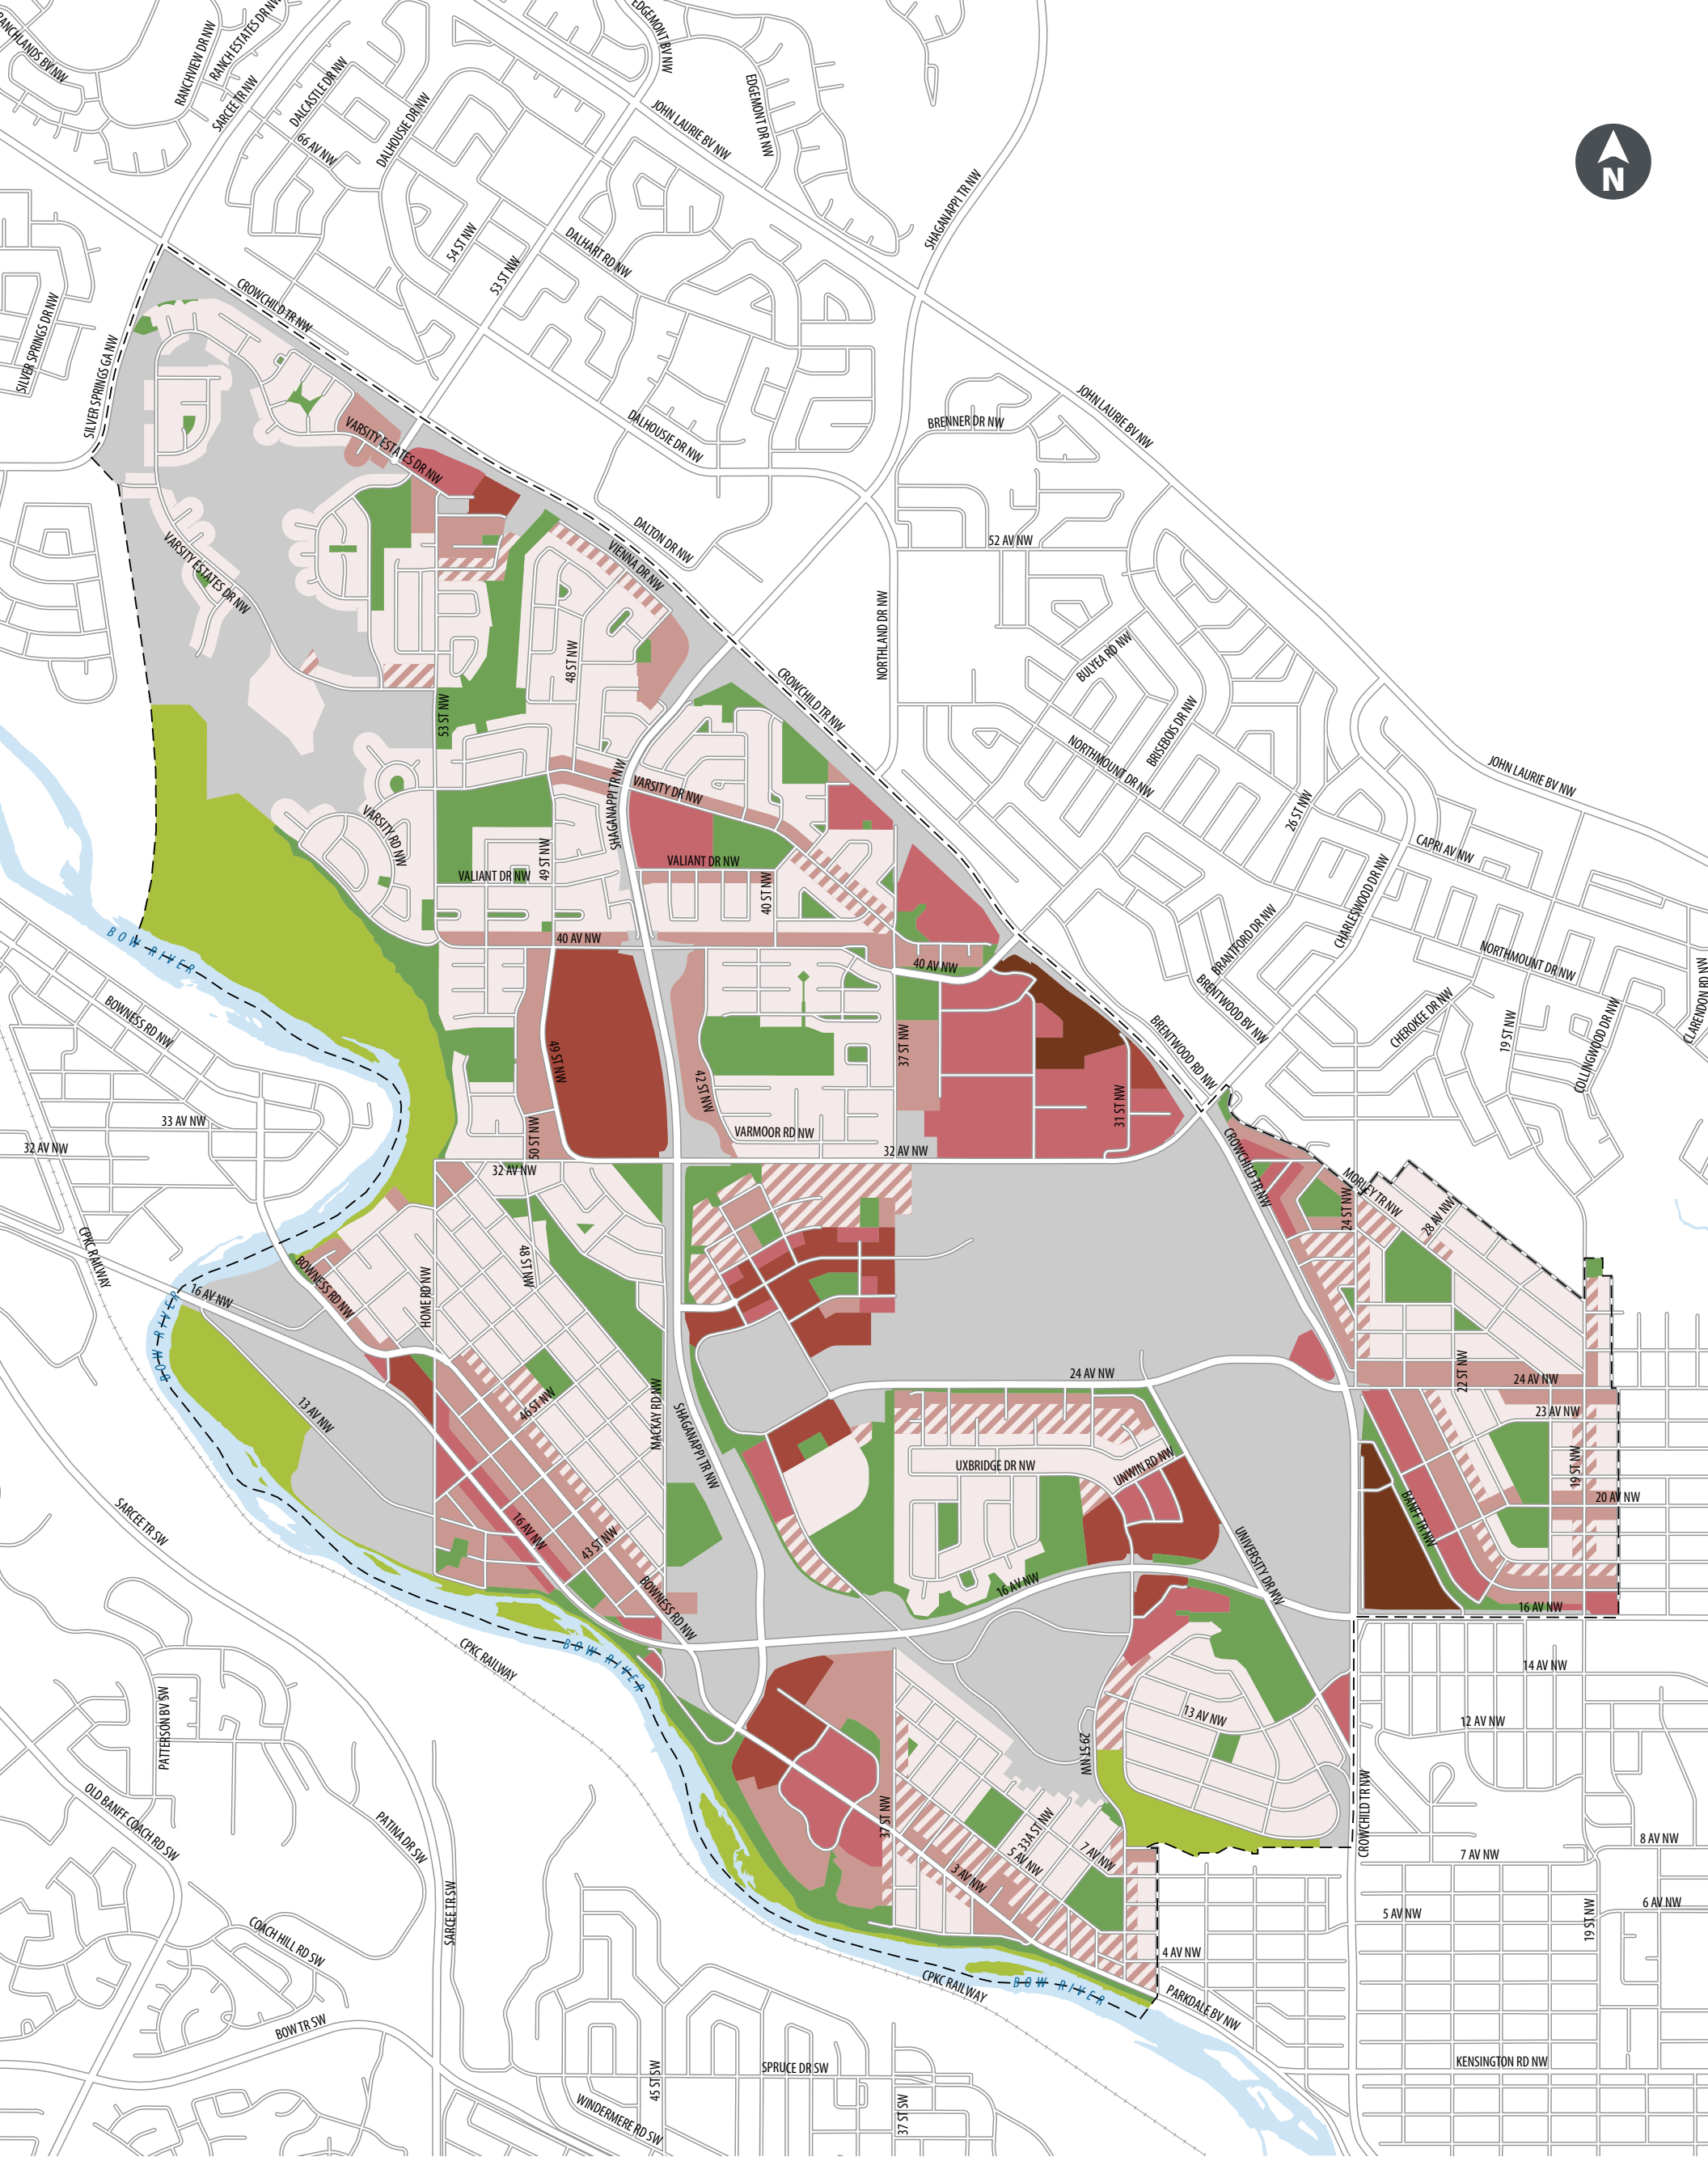 RANCHLANDS BV NW
RANCHVIEW DR NW
RANCH ESTATES DR NW
SARCEE TR NW
DALCASTLE DR NW
66 AV NW
DALHOUSIE DR NW
EDGEMONT BV NW
EDGEMONT DR NW
JOHN LAURIE BV NW
SHAGANAPPI TR NW
N
54 ST NW
53 ST NW
DALHART RD NW
SILVER SPRINGS DR NW
SILVER SPRINGS GA NW
CROWCHILD TR NW
DALHOUSIE DR NW
BRENNER DR NW
JOHN LAURIE BV NW
VARSITY ESTATES DR NW
DALTON DR NW
VIENNA DR NW
52 AV NW
VARSITY ESTATES DR NW
NORTHLAND DR NW
BULYEA RD NW
48 ST NW
53 ST NW
CROWCHILD TR NW
BRISEBOIS DR NW
NORTHMOUNT DR NW
JOHN LAURIE BV NW
SHAGANAPPI TR NW
VARSITY DR NW
26 ST NW
VARSITY RD NW
CAPRI AV NW
49 ST NW
VALIANT DR NW
VALIANT DR NW
40 ST NW
CHARLESWOOD DR NW
BRANTFORD DR NW
BOW RIVER
40 AV NW
40 AV NW
BRENTWOOD BV NW
NORTHMOUNT DR NW
CLARENDON RD NW
BOWNESS RD NW
49 ST NW
37 ST NW
42 ST NW
BRENTWOOD RD NW
CHEROKEE DR NW
19 ST NW
COLLINGWOOD DR NW
31 ST NW
33 AV NW
32 AV NW
50 ST NW
VARMOOR RD NW
32 AV NW
32 AV NW
CROWCHILD TR NW
MORLEY TR NW
24 ST NW
28 AV NW
CPKC RAILWAY
48 ST NW
HOME RD NW
BOWNESS RD NW
16 AV NW
BOW RIVER
24 AV NW
22 ST NW
24 AV NW
23 AV NW
13 AV NW
46 ST NW
MACKAY RD NW
SHAGANAPPI TR NW
UXBRIDGE DR NW
UNWIN RD NW
19 ST NW
20 AV NW
BANFF TR NW
SARCEE TR SW
16 AV NW
43 ST NW
UNIVERSITY DR NW
BOWNESS RD NW
16 AV NW
16 AV NW
BOW RIVER
CPKC RAILWAY
14 AV NW
PATTERSON BV SW
13 AV NW
12 AV NW
29 ST NW
OLD BANFF COACH RD SW
PATINA DR SW
37 ST NW
33A ST NW
5 AV NW
7 AV NW
3 AV NW
CROWCHILD TR NW
8 AV NW
7 AV NW
6 AV NW
5 AV NW
19 ST NW
SARCEE TR SW
COACH HILL RD SW
4 AV NW
CPKC RAILWAY
BOW RIVER
PARKDALE BV NW
BOW TR SW
45 ST SW
SPRUCE DR SW
KENSINGTON RD NW
WINDERMERE RD SW
37 ST SW